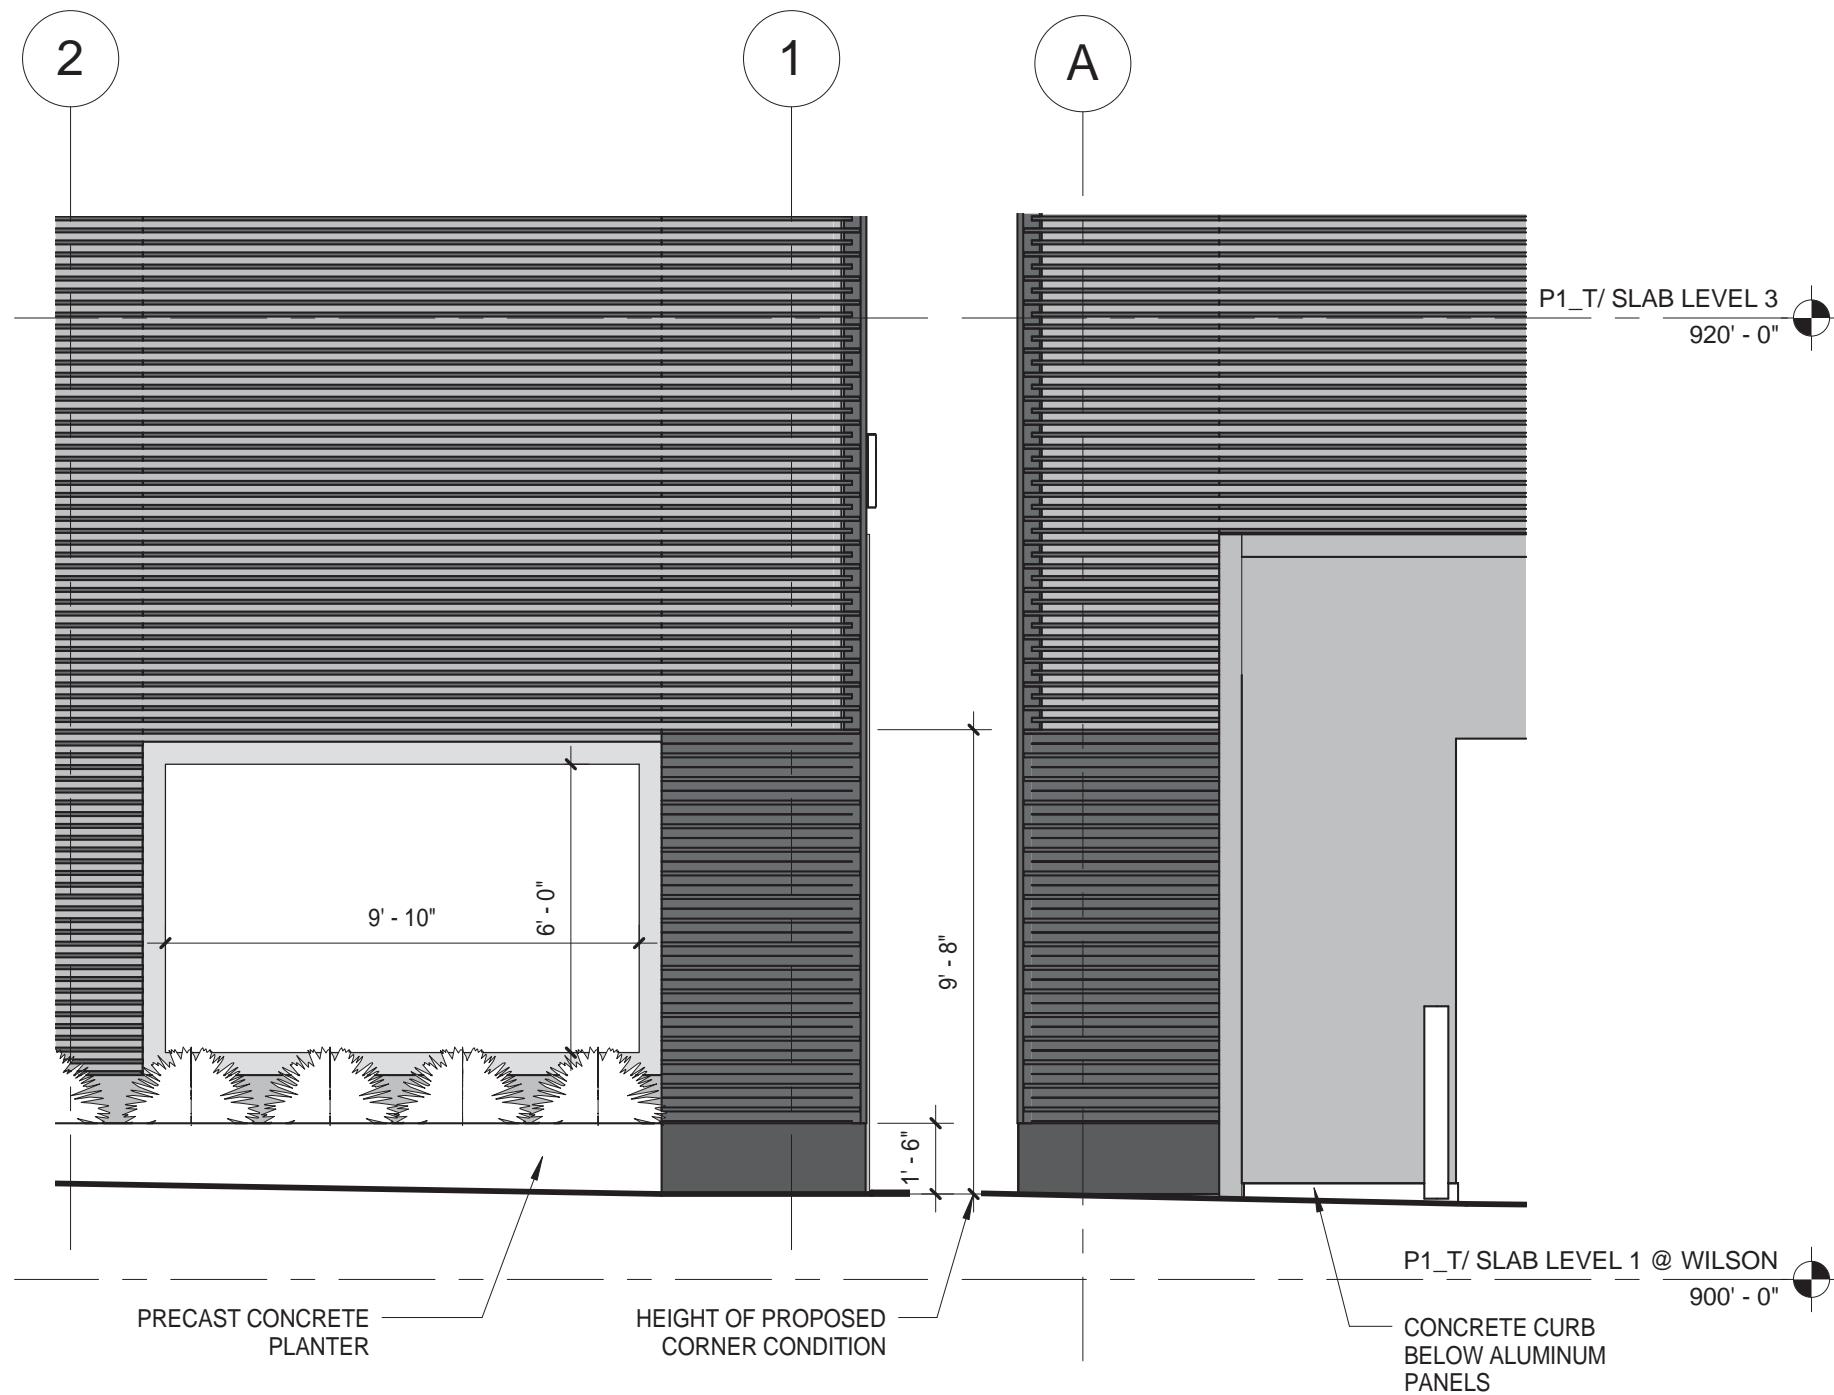 2
1
A
P1_T/ SLAB LEVEL 3
920' - 0"
9' - 10"
6' - 0"
9' - 8"
1' - 6"
P1_T/ SLAB LEVEL 1 @ WILSON
900' - 0"
PRECAST CONCRETE
PLANTER
HEIGHT OF PROPOSED
CORNER CONDITION
CONCRETE CURB
BELOW ALUMINUM
PANELS